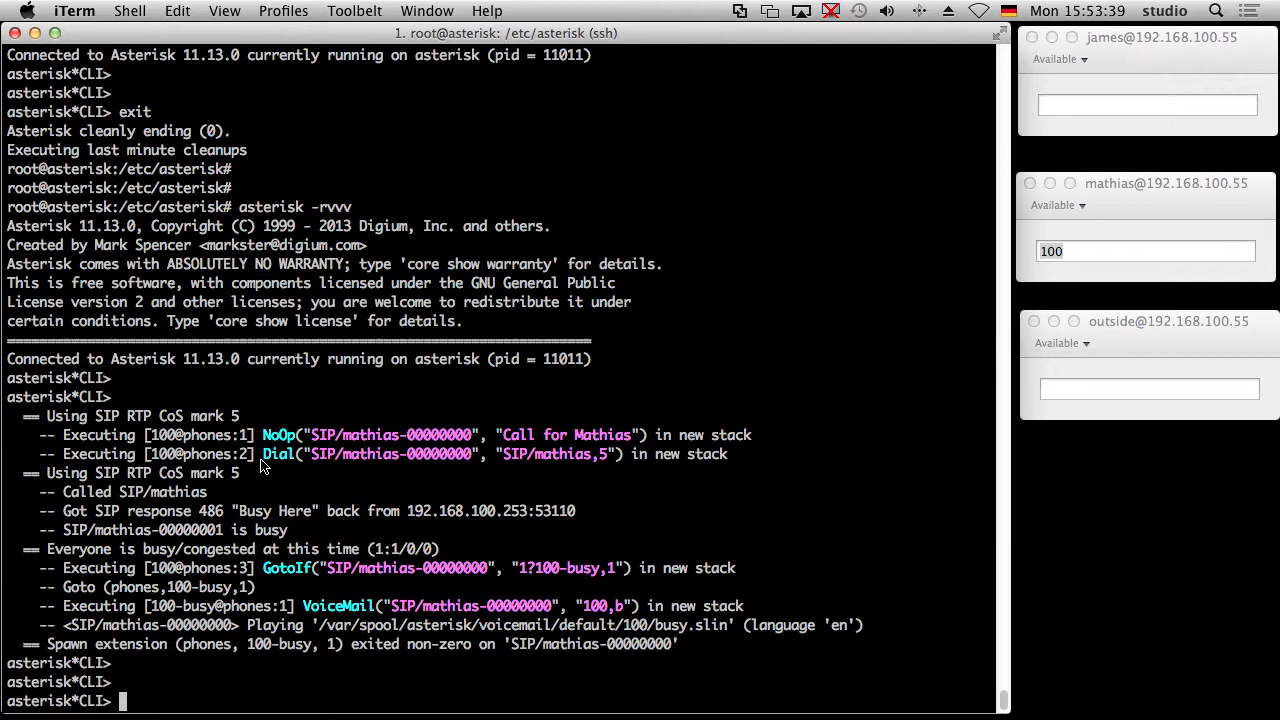 iTerm Shell Edit View Profiles Toolbelt Window Help Mon 15:53:39 studio
1. root@asterisk: /etc/asterisk (ssh)
Connected to Asterisk 11.13.0 currently running on asterisk (pid = 11011)
asterisk*CLI>
asterisk*CLI>
asterisk*CLI> exit
Asterisk cleanly ending (0).
Executing last minute cleanups
root@asterisk:/etc/asterisk#
root@asterisk:/etc/asterisk#
root@asterisk:/etc/asterisk# asterisk -rvvv
Asterisk 11.13.0, Copyright (C) 1999 - 2013 Digium, Inc. and others.
Created by Mark Spencer <markster@digium.com>
Asterisk comes with ABSOLUTELY NO WARRANTY; type 'core show warranty' for details.
This is free software, with components licensed under the GNU General Public
License version 2 and other licenses; you are welcome to redistribute it under
certain conditions. Type 'core show license' for details.
=========================================================================
Connected to Asterisk 11.13.0 currently running on asterisk (pid = 11011)
asterisk*CLI>
asterisk*CLI>
== Using SIP RTP CoS mark 5
-- Executing [100@phones:1] NoOp("SIP/mathias-00000000", "Call for Mathias") in new stack
-- Executing [100@phones:2] Dial("SIP/mathias-00000000", "SIP/mathias,5") in new stack
== Using SIP RTP CoS mark 5
-- Called SIP/mathias
-- Got SIP response 486 "Busy Here" back from 192.168.100.253:53110
-- SIP/mathias-00000001 is busy
== Everyone is busy/congested at this time (1:1/0/0)
-- Executing [100@phones:3] GotoIf("SIP/mathias-00000000", "1?100-busy,1") in new stack
-- Goto (phones,100-busy,1)
-- Executing [100-busy@phones:1] VoiceMail("SIP/mathias-00000000", "100,b") in new stack
-- <SIP/mathias-00000000> Playing '/var/spool/asterisk/voicemail/default/100/busy.slin' (language 'en')
== Spawn extension (phones, 100-busy, 1) exited non-zero on 'SIP/mathias-00000000'
asterisk*CLI>
asterisk*CLI>
asterisk*CLI>
james@192.168.100.55
Available
mathias@192.168.100.55
Available
100
outside@192.168.100.55
Available